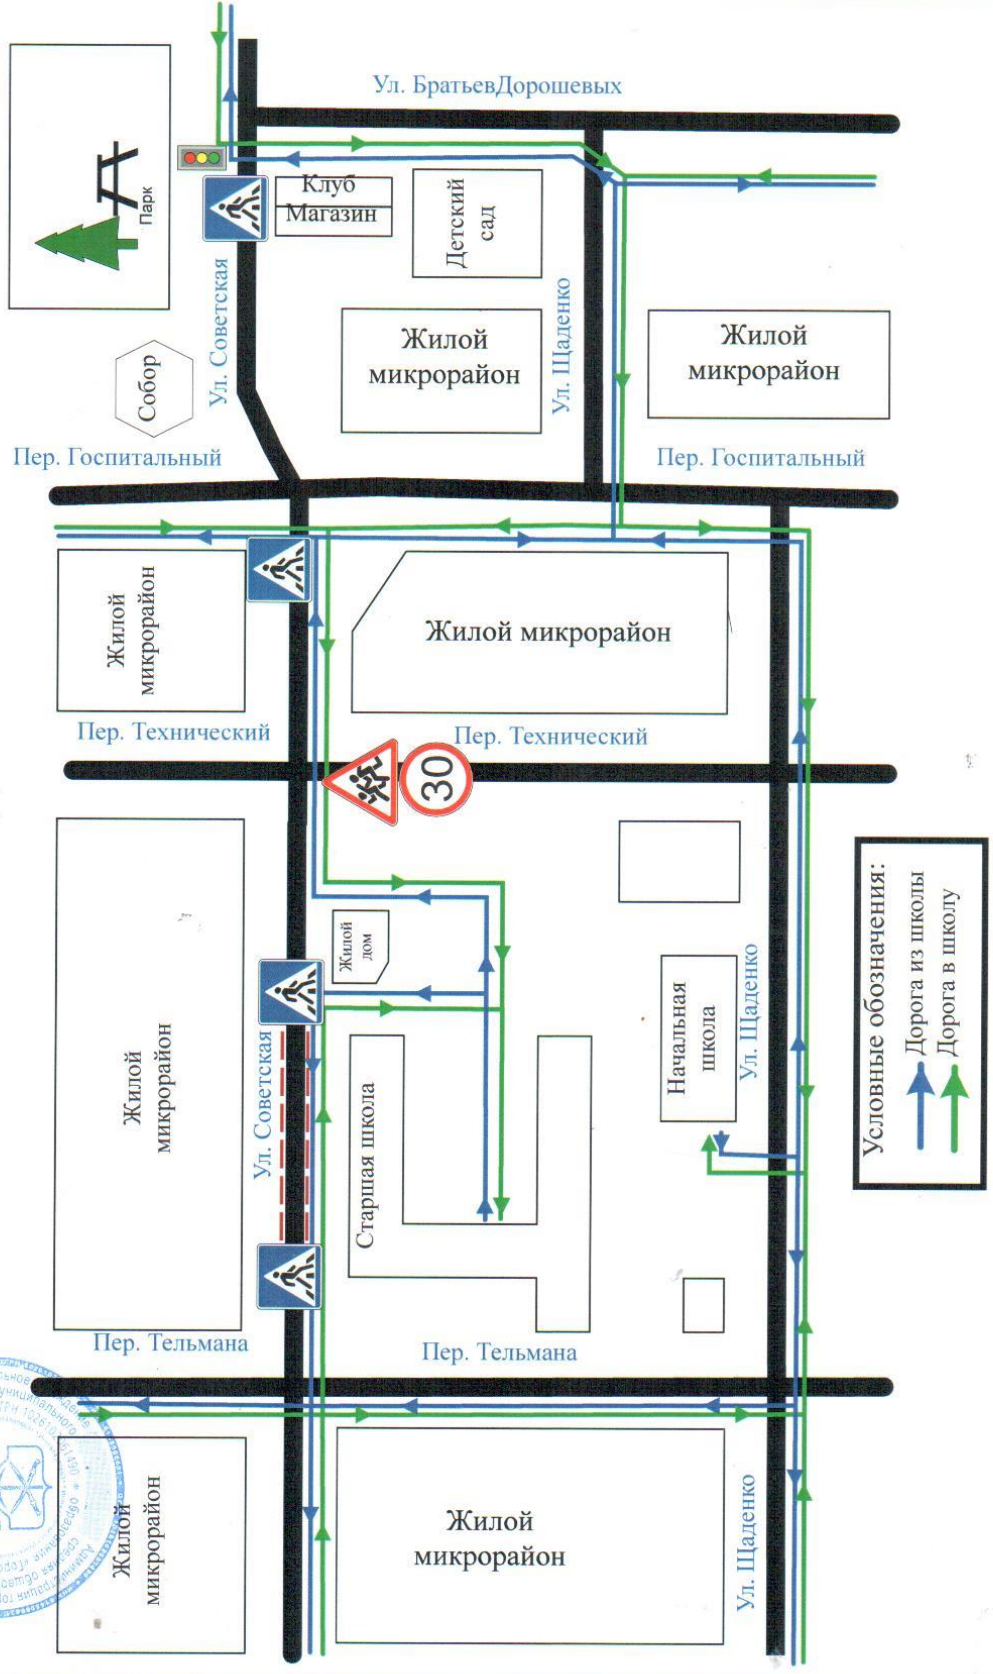 Ул. БратьевДорошевых
Парк
Клуб
Магазин
Детский
сад
Ул. Советская
Собор
Жилой
микрорайон
Ул. Щаденко
Жилой
микрорайон
Пер. Госпитальный
Пер. Госпитальный
Жилой
микрорайон
Жилой микрорайон
Пер. Технический
Пер. Технический
30
Жилой
микрорайон
Жилой
дом
Ул. Советская
Старшая школа
Начальная
школа
Ул. Щаденко
Условные обозначения:
Дорога из школы
Дорога в школу
Пер. Тельмана
Пер. Тельмана
Жилой
микрорайон
Жилой
микрорайон
Ул. Щаденко